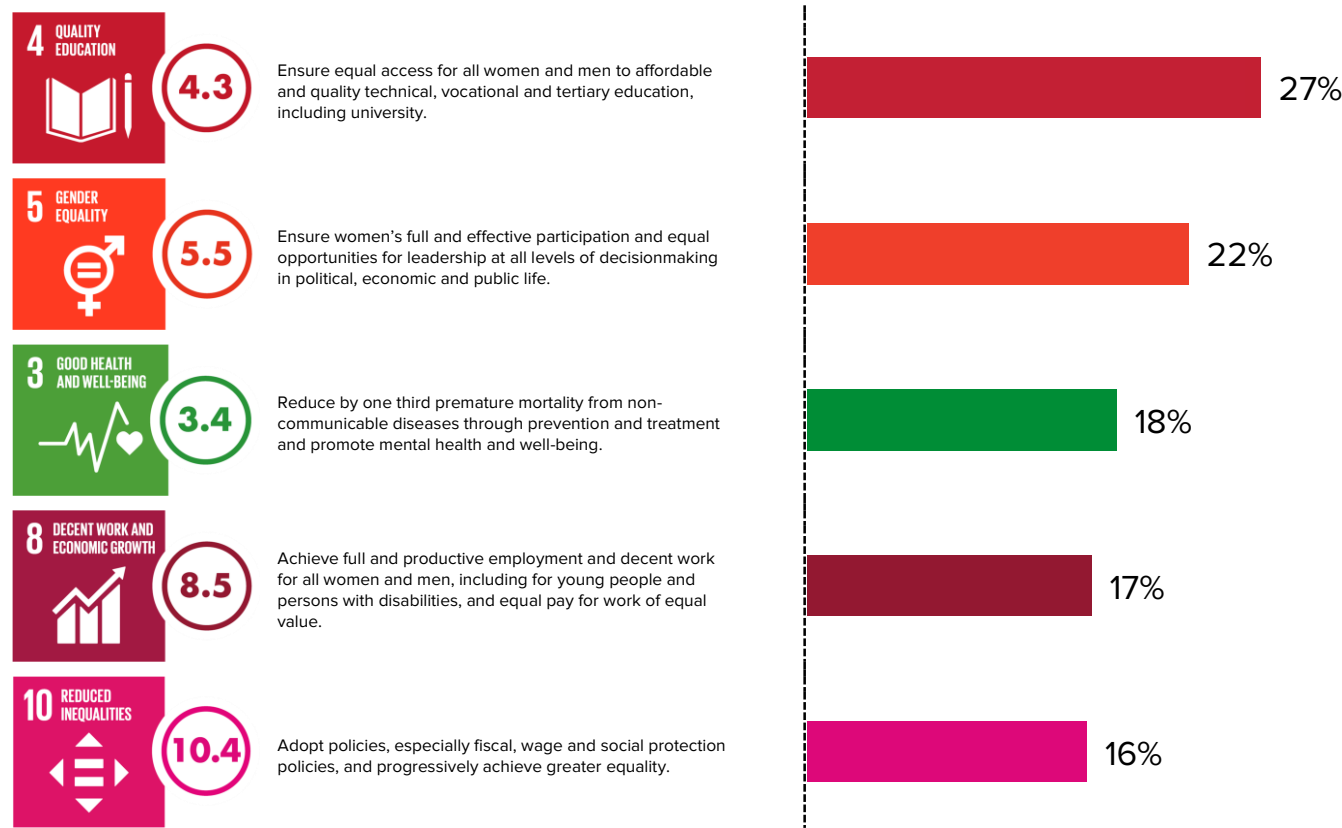 4 QUALITY
EDUCATION
4.3
Ensure equal access for all women and men to affordable
and quality technical, vocational and tertiary education,
including university.
27%
5 GENDER
EQUALITY
5.5
Ensure women’s full and effective participation and equal
opportunities for leadership at all levels of decisionmaking
in political, economic and public life.
22%
3 GOOD HEALTH
AND WELL-BEING
3.4
Reduce by one third premature mortality from non-
communicable diseases through prevention and treatment
and promote mental health and well-being.
18%
8 DECENT WORK AND
ECONOMIC GROWTH
8.5
Achieve full and productive employment and decent work
for all women and men, including for young people and
persons with disabilities, and equal pay for work of equal
value.
17%
10 REDUCED
INEQUALITIES
10.4
Adopt policies, especially fiscal, wage and social protection
policies, and progressively achieve greater equality.
16%